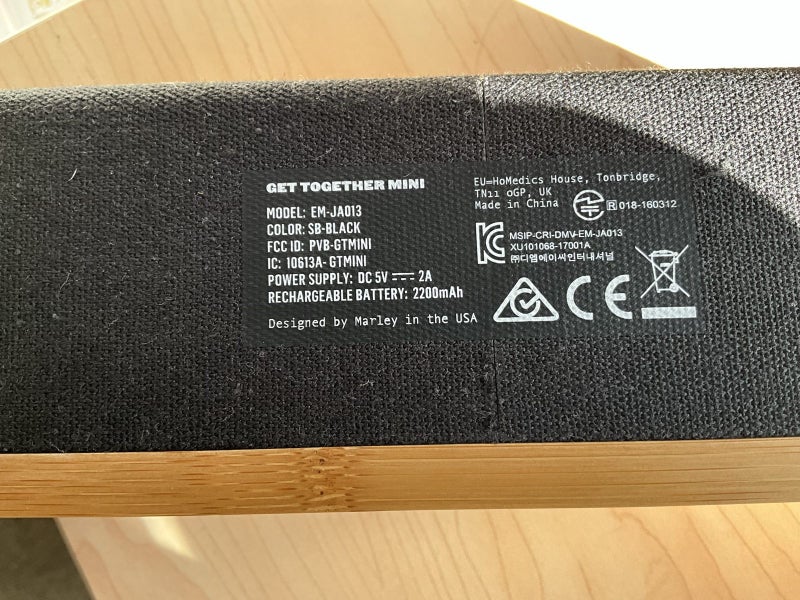 GET TOGETHER MINI
MODEL: EM-JA013
COLOR: SB-BLACK
FCC ID: PVB-GTMINI
IC: 10613A- GTMINI
POWER SUPPLY: DC 5V 2A
RECHARGEABLE BATTERY: 2200mAh
Designed by Marley in the USA
EU=HoMedics House, Tonbridge,
TN11 0GP, UK
Made in China
R 018-160312
MSIP-CRI-DMV-EM-JA013
XU101068-17001A
㈜디엠에이씨인터내셔널
CE